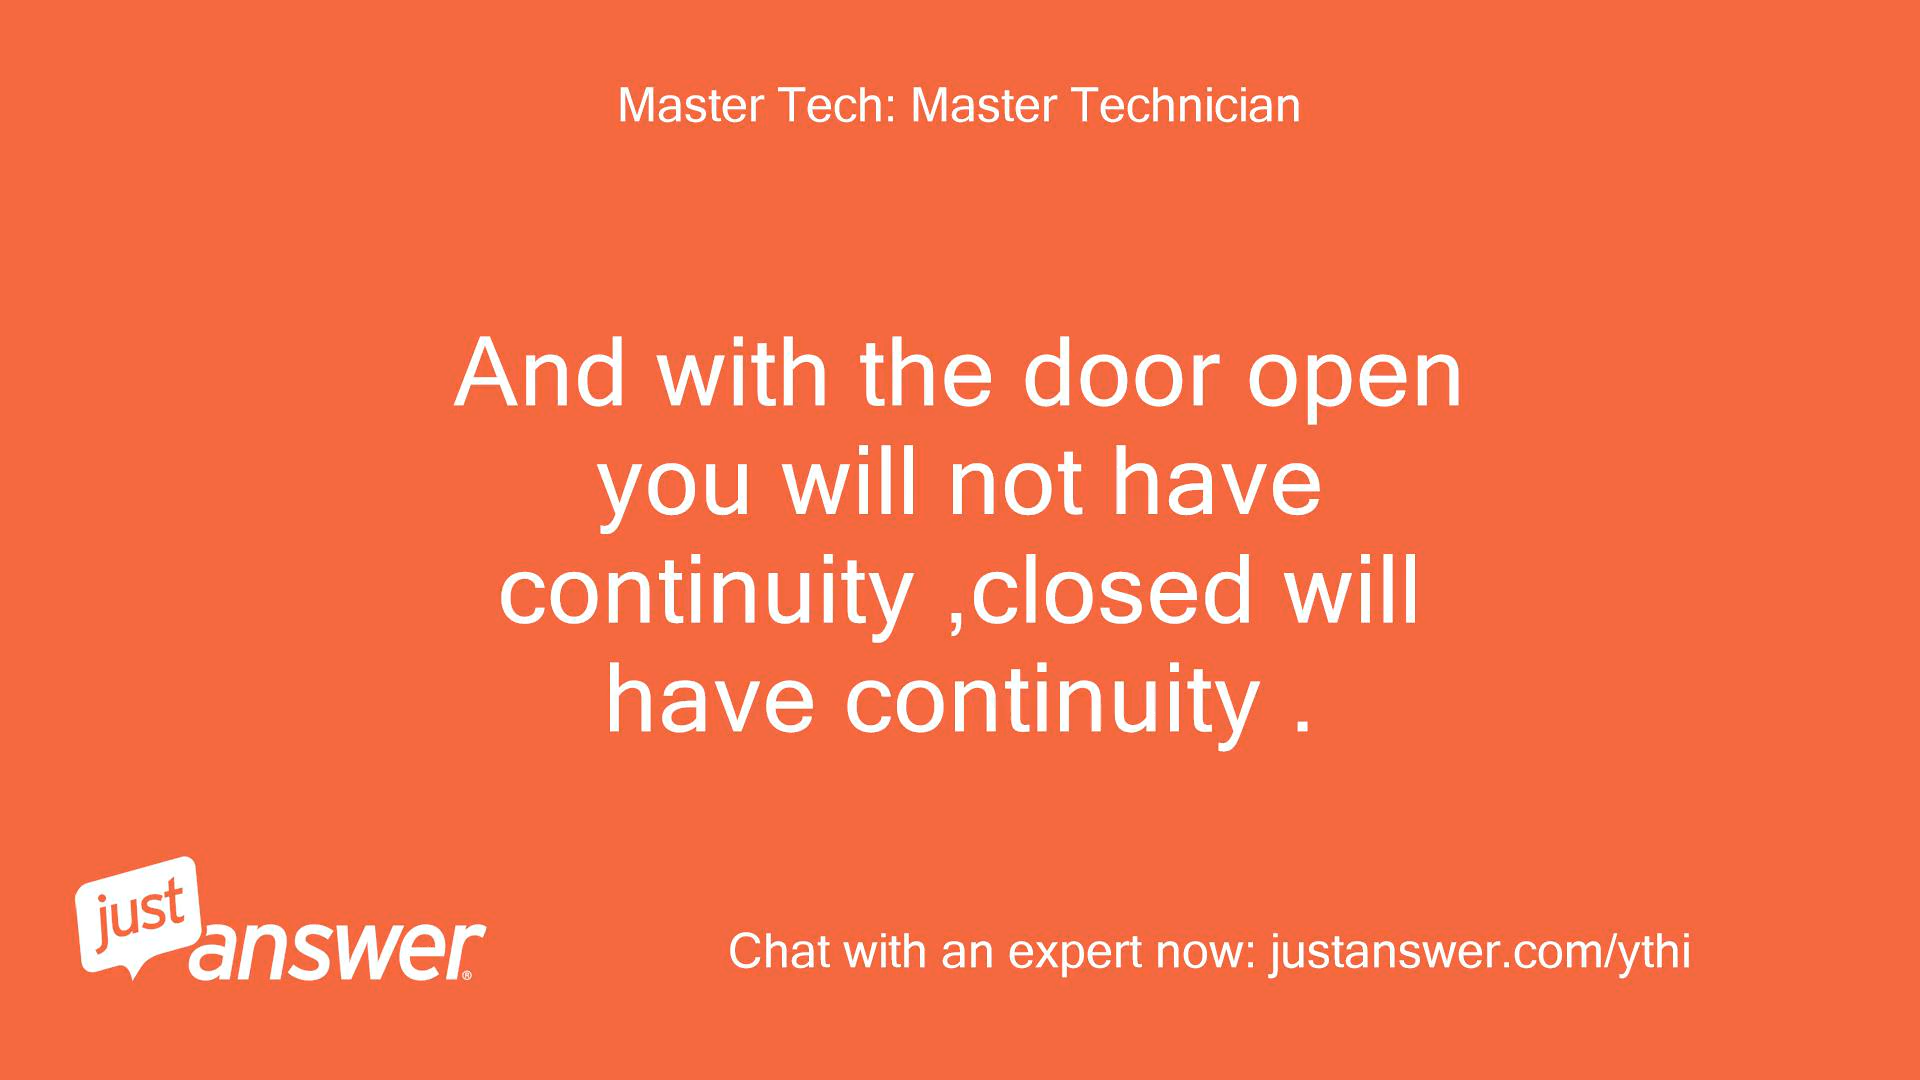 Master Tech: Master Technician
And with the door open
you will not have
continuity ,closed will
have continuity .
just
answer®
Chat with an expert now: justanswer.com/ythi